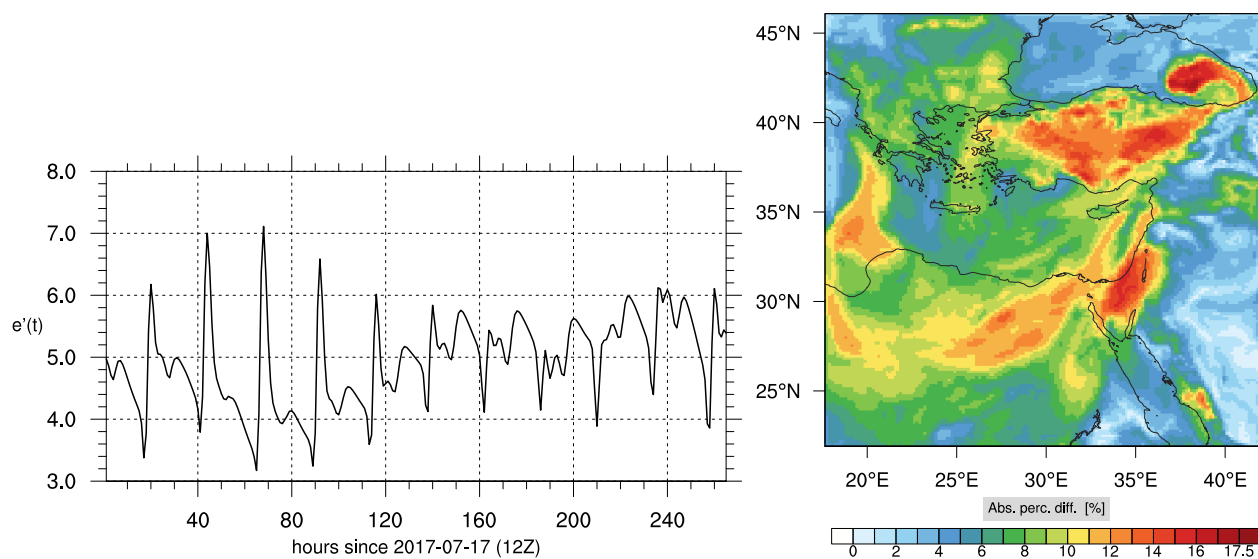 8.0
7.0
6.0
5.0
4.0
3.0
e'(t)
40
80
120
160
200
240
hours since 2017-07-17 (12Z)
45°N
40°N
35°N
30°N
25°N
20°E
25°E
30°E
35°E
40°E
Abs. perc. diff. [%]
0
2
4
6
8
10
12
14
16
17.5